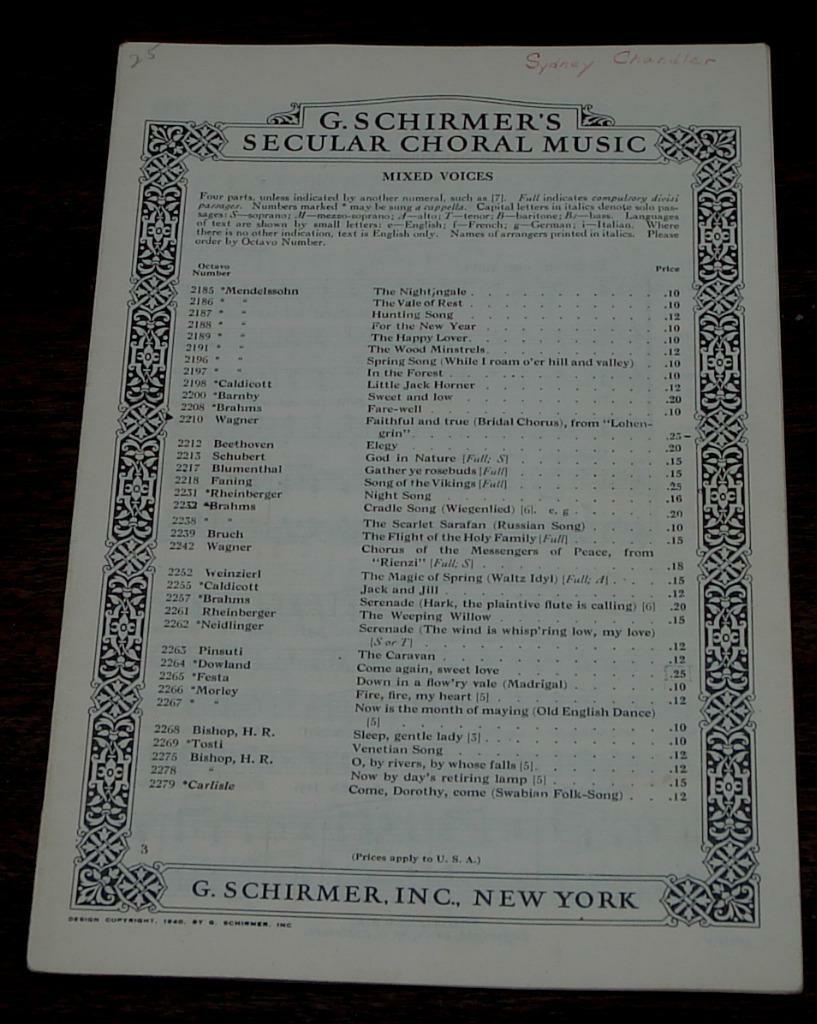 25
Sydney Chandler
G. SCHIRMER'S
SECULAR CHORAL MUSIC
MIXED VOICES
Four parts, unless indicated by another numeral, such as [7]. Full indicates compulsory divisi
passages. Numbers marked * may be sung a cappella. Capital letters in italics denote solo pas-
sages: S—soprano; M—mezzo-soprano; A—alto; T—tenor; B—baritone; Bs—bass. Languages
of text are shown by small letters: e—English; f—French; g—German; i—Italian. Where
there is no other indication, text is English only. Names of arrangers printed in italics. Please
order by Octavo Number.
Octavo
Number Price
2185 *Mendelssohn The Nightingale .10
2186 * " The Vale of Rest .10
2187 * " Hunting Song .12
2188 * " For the New Year .10
2189 * " The Happy Lover .10
2191 * " The Wood Minstrels .12
2196 * " Spring Song (While I roam o'er hill and valley) .10
2197 * " In the Forest .10
2198 *Caldicott Little Jack Horner .12
2200 *Barnby Sweet and low .20
2208 *Brahms Fare-well .10
2210 Wagner Faithful and true (Bridal Chorus), from "Lohen-
grin" .25
2212 Beethoven Elegy .20
2213 Schubert God in Nature [Full; S] .15
2217 Blumenthal Gather ye rosebuds [Full] .15
2218 Faning Song of the Vikings [Full] .25
2231 *Rheinberger Night Song .16
2232 *Brahms Cradle Song (Wiegenlied) [6]. e, g .20
2238 * " The Scarlet Sarafan (Russian Song) .10
2239 Bruch The Flight of the Holy Family [Full] .15
2242 Wagner Chorus of the Messengers of Peace, from
"Rienzi" [Full; S] .18
2252 Weinzierl The Magic of Spring (Waltz Idyl) [Full; A] .15
2255 *Caldicott Jack and Jill .12
2257 *Brahms Serenade (Hark, the plaintive flute is calling) [6] .20
2261 Rheinberger The Weeping Willow .15
2262 *Neidlinger Serenade (The wind is whisp'ring low, my love)
[S or T] .12
2263 Pinsuti The Caravan .12
2264 *Dowland Come again, sweet love .25
2265 *Festa Down in a flow'ry vale (Madrigal) .10
2266 *Morley Fire, fire, my heart [5] .12
2267 * " Now is the month of maying (Old English Dance)
[5] .10
2268 Bishop, H. R. Sleep, gentle lady [3] .10
2269 *Tosti Venetian Song .12
2275 Bishop, H. R. O, by rivers, by whose falls [5] .12
2278 " Now by day's retiring lamp [5] .15
2279 *Carlisle Come, Dorothy, come (Swabian Folk-Song) .12
3
(Prices apply to U. S. A.)
G. SCHIRMER, INC., NEW YORK
DESIGN COPYRIGHT, 1940, BY G. SCHIRMER, INC